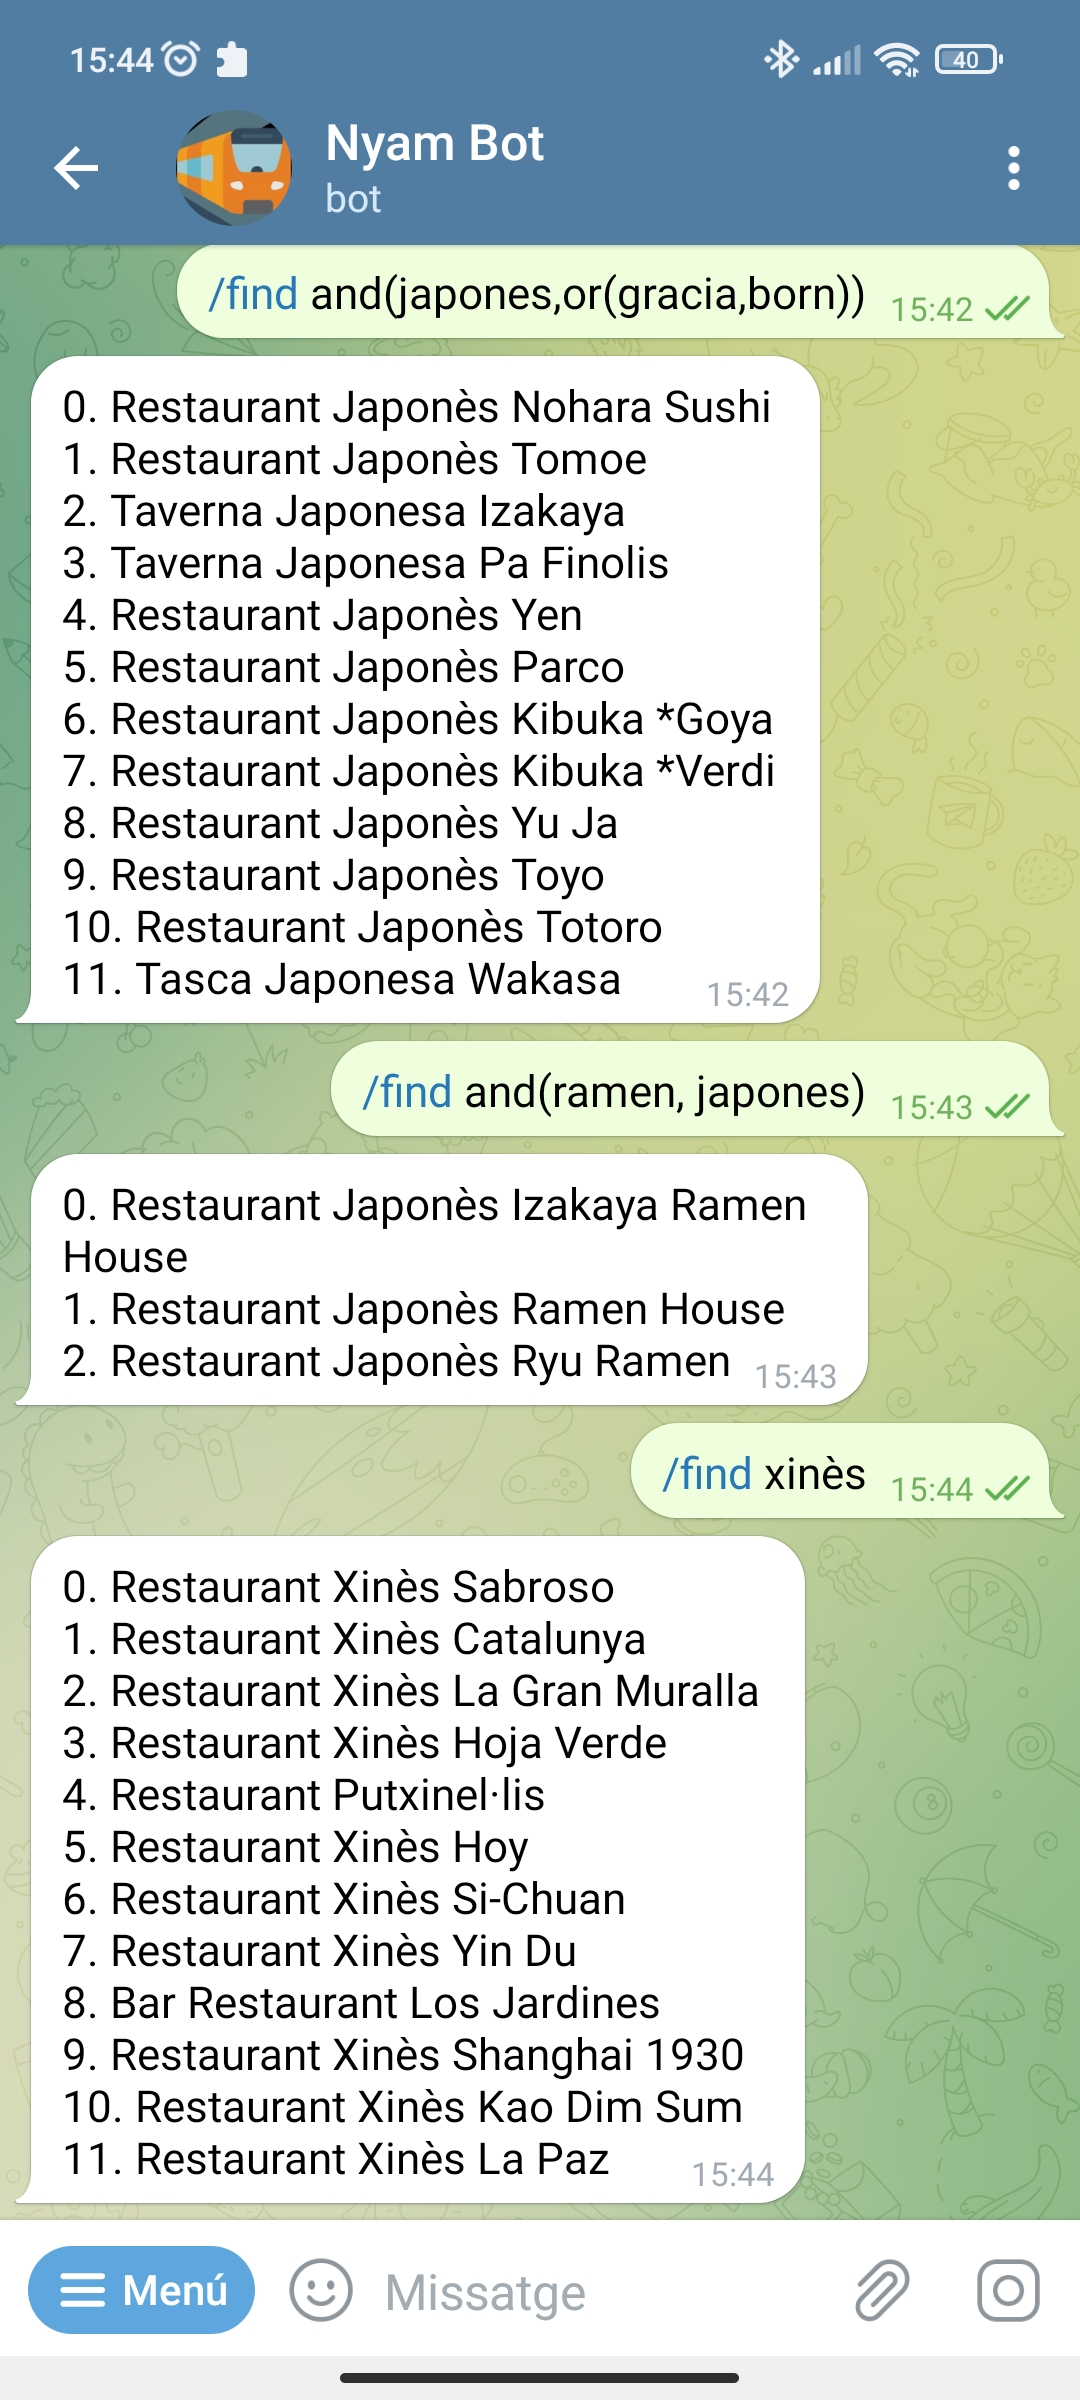 15:44
40
Nyam Bot
bot
/find and(japones,or(gracia,born)) 15:42
0. Restaurant Japonès Nohara Sushi
1. Restaurant Japonès Tomoe
2. Taverna Japonesa Izakaya
3. Taverna Japonesa Pa Finolis
4. Restaurant Japonès Yen
5. Restaurant Japonès Parco
6. Restaurant Japonès Kibuka *Goya
7. Restaurant Japonès Kibuka *Verdi
8. Restaurant Japonès Yu Ja
9. Restaurant Japonès Toyo
10. Restaurant Japonès Totoro
11. Tasca Japonesa Wakasa 15:42
/find and(ramen, japones) 15:43
0. Restaurant Japonès Izakaya Ramen
House
1. Restaurant Japonès Ramen House
2. Restaurant Japonès Ryu Ramen 15:43
/find xinès 15:44
0. Restaurant Xinès Sabroso
1. Restaurant Xinès Catalunya
2. Restaurant Xinès La Gran Muralla
3. Restaurant Xinès Hoja Verde
4. Restaurant Putxinel·lis
5. Restaurant Xinès Hoy
6. Restaurant Xinès Si-Chuan
7. Restaurant Xinès Yin Du
8. Bar Restaurant Los Jardines
9. Restaurant Xinès Shanghai 1930
10. Restaurant Xinès Kao Dim Sum
11. Restaurant Xinès La Paz 15:44
Menú
Missatge